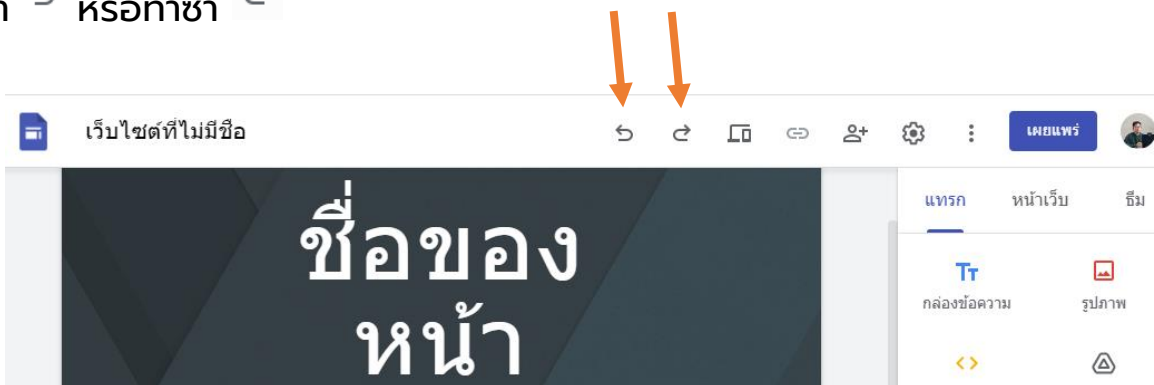 หรือทำซ้ำ
เว็บไซต์ที่ไม่มีชื่อ
เผยแพร่
แทรก หน้าเว็บ ธีม
ชื่อของ
หน้า
Tт
กล่องข้อความ รูปภาพ